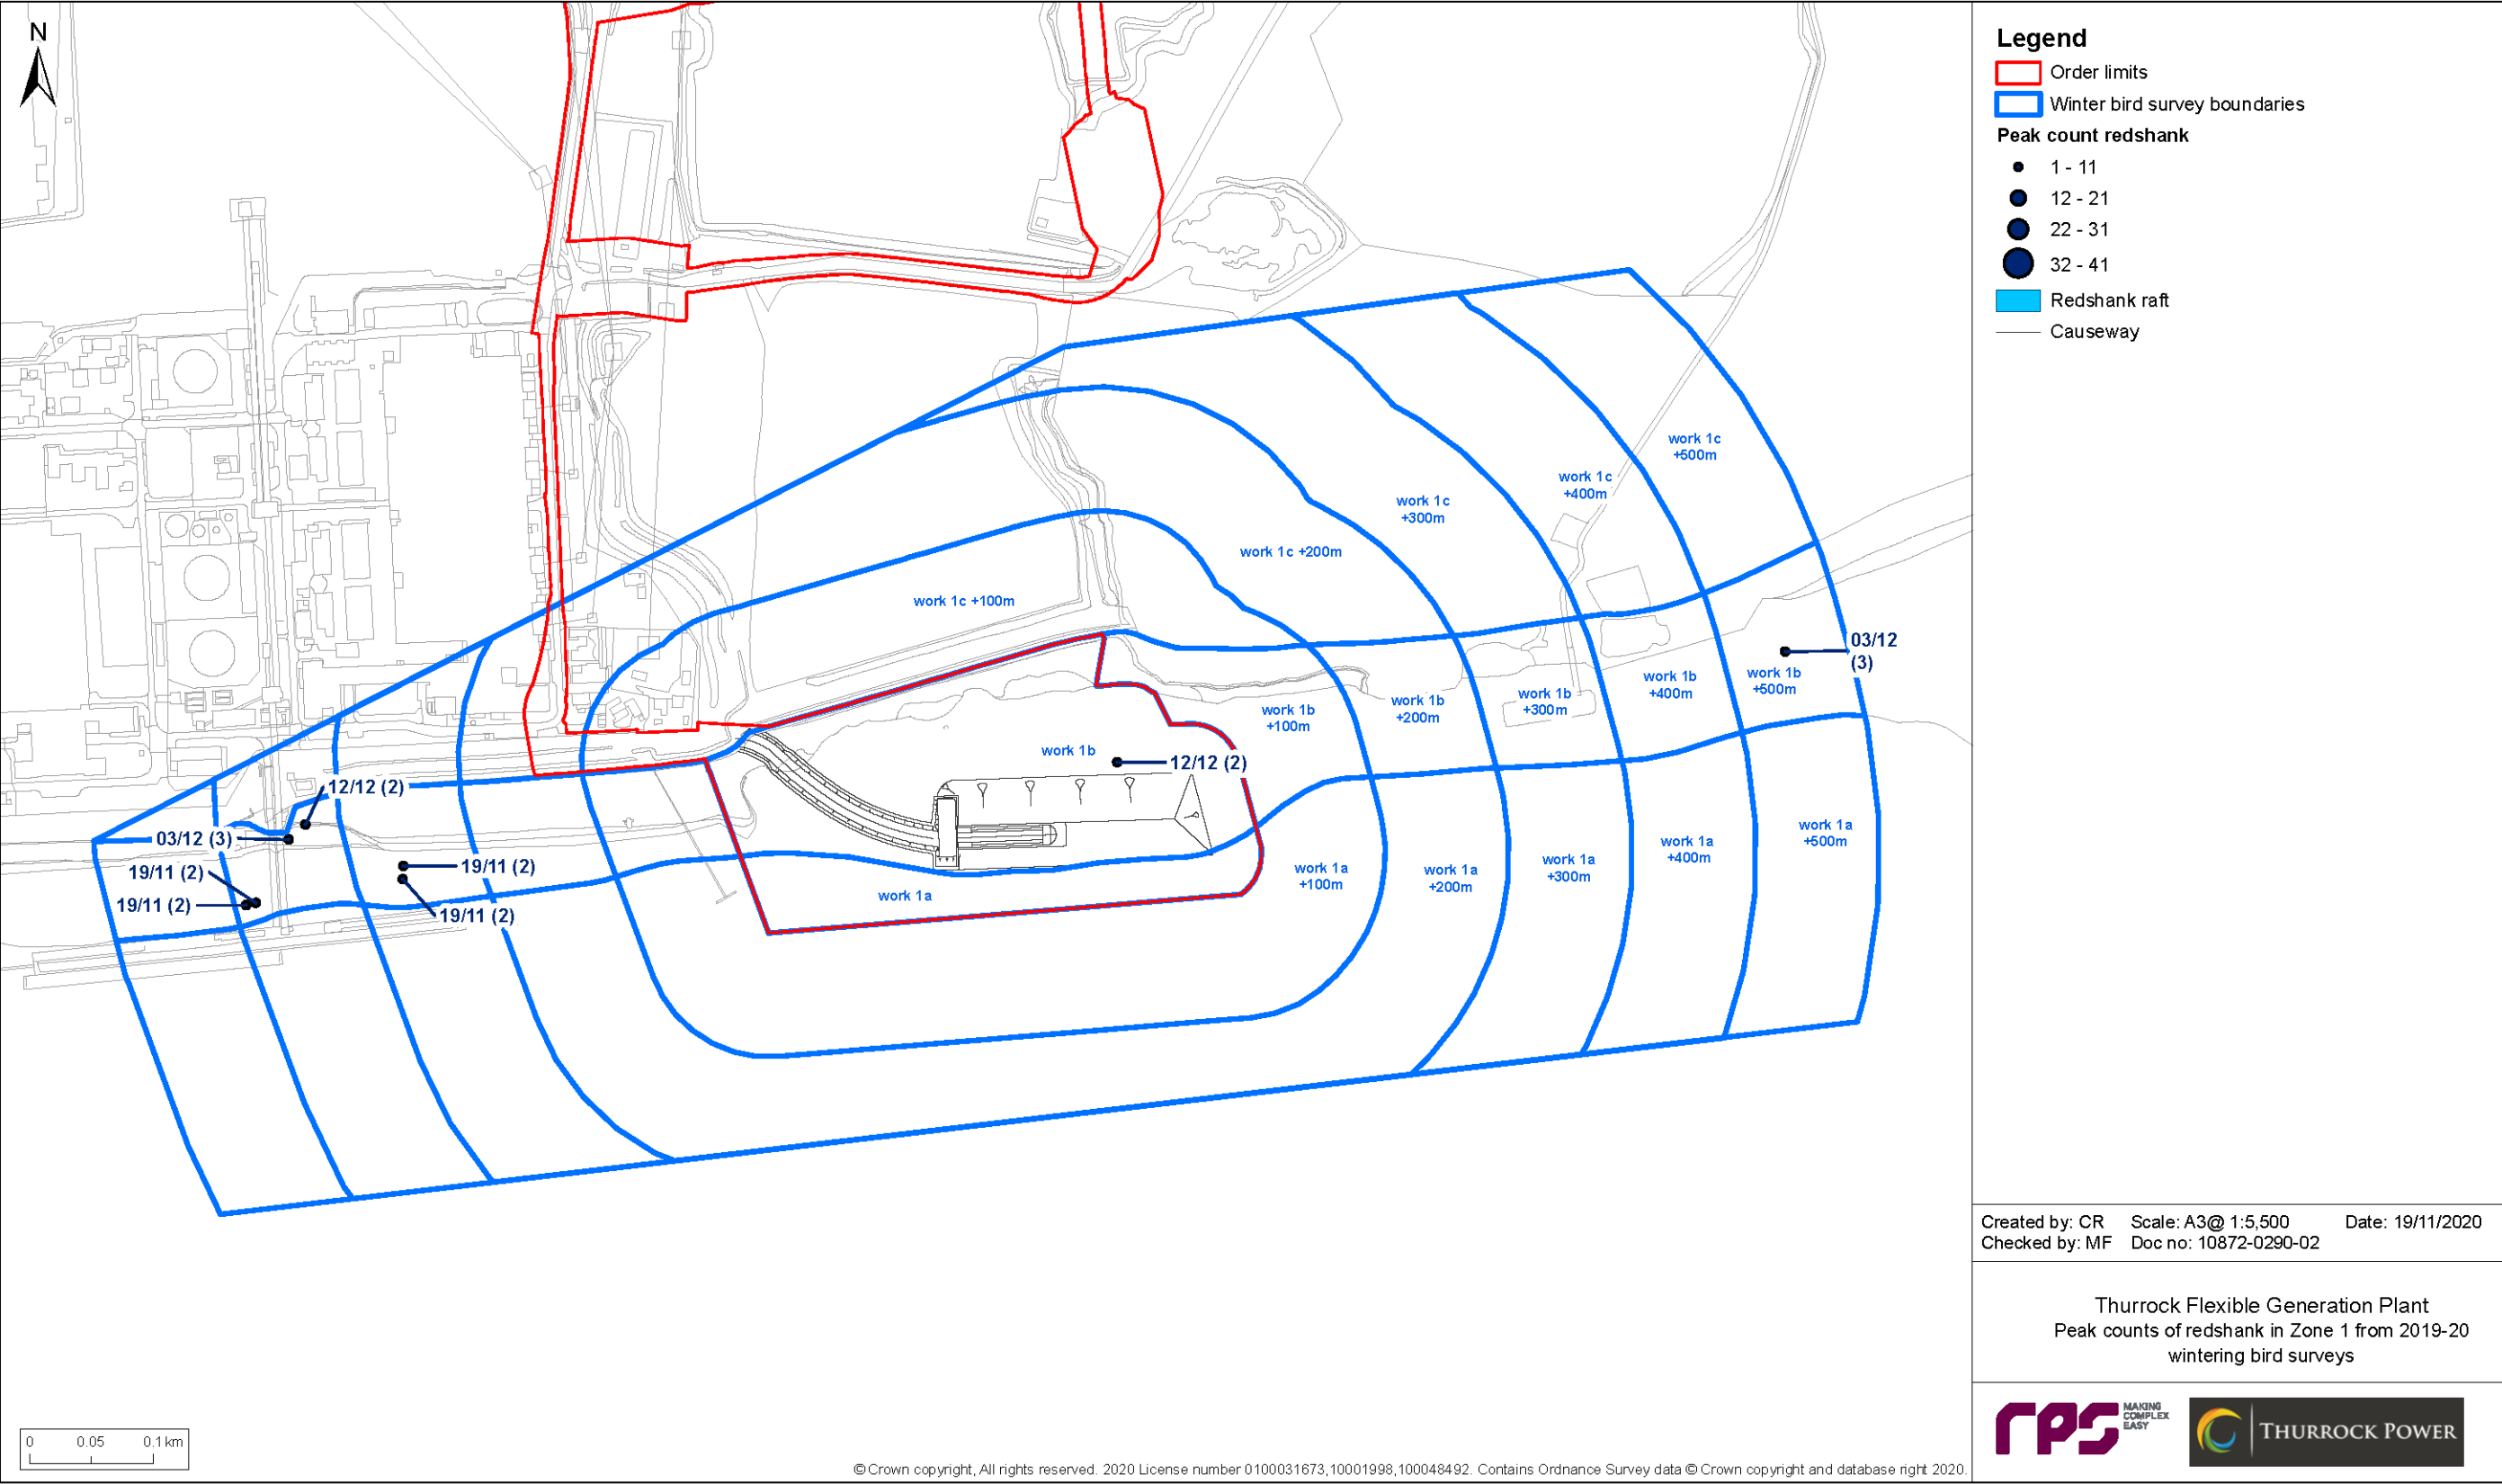 N
Legend
Order limits
Winter bird survey boundaries
Peak count redshank
1 - 11
12 - 21
22 - 31
32 - 41
Redshank raft
Causeway
work 1c
+500m
work 1c
+400m
work 1c
+300m
work 1c +200m
work 1c +100m
03/12
(3)
work 1b
+500m
work 1b
+400m
work 1b
+300m
work 1b
+200m
work 1b
+100m
work 1b
12/12 (2)
12/12 (2)
03/12 (3)
19/11 (2)
19/11 (2)
19/11 (2)
19/11 (2)
work 1a
work 1a
+100m
work 1a
+200m
work 1a
+300m
work 1a
+400m
work 1a
+500m
Created by: CR Scale: A3@ 1:5,500 Date: 19/11/2020
Checked by: MF Doc no: 10872-0290-02
Thurrock Flexible Generation Plant
Peak counts of redshank in Zone 1 from 2019-20
wintering bird surveys
rps MAKING
COMPLEX
EASY
THURROCK POWER
0 0.05 0.1 km
© Crown copyright, All rights reserved. 2020 License number 0100031673,10001998,100048492. Contains Ordnance Survey data © Crown copyright and database right 2020.